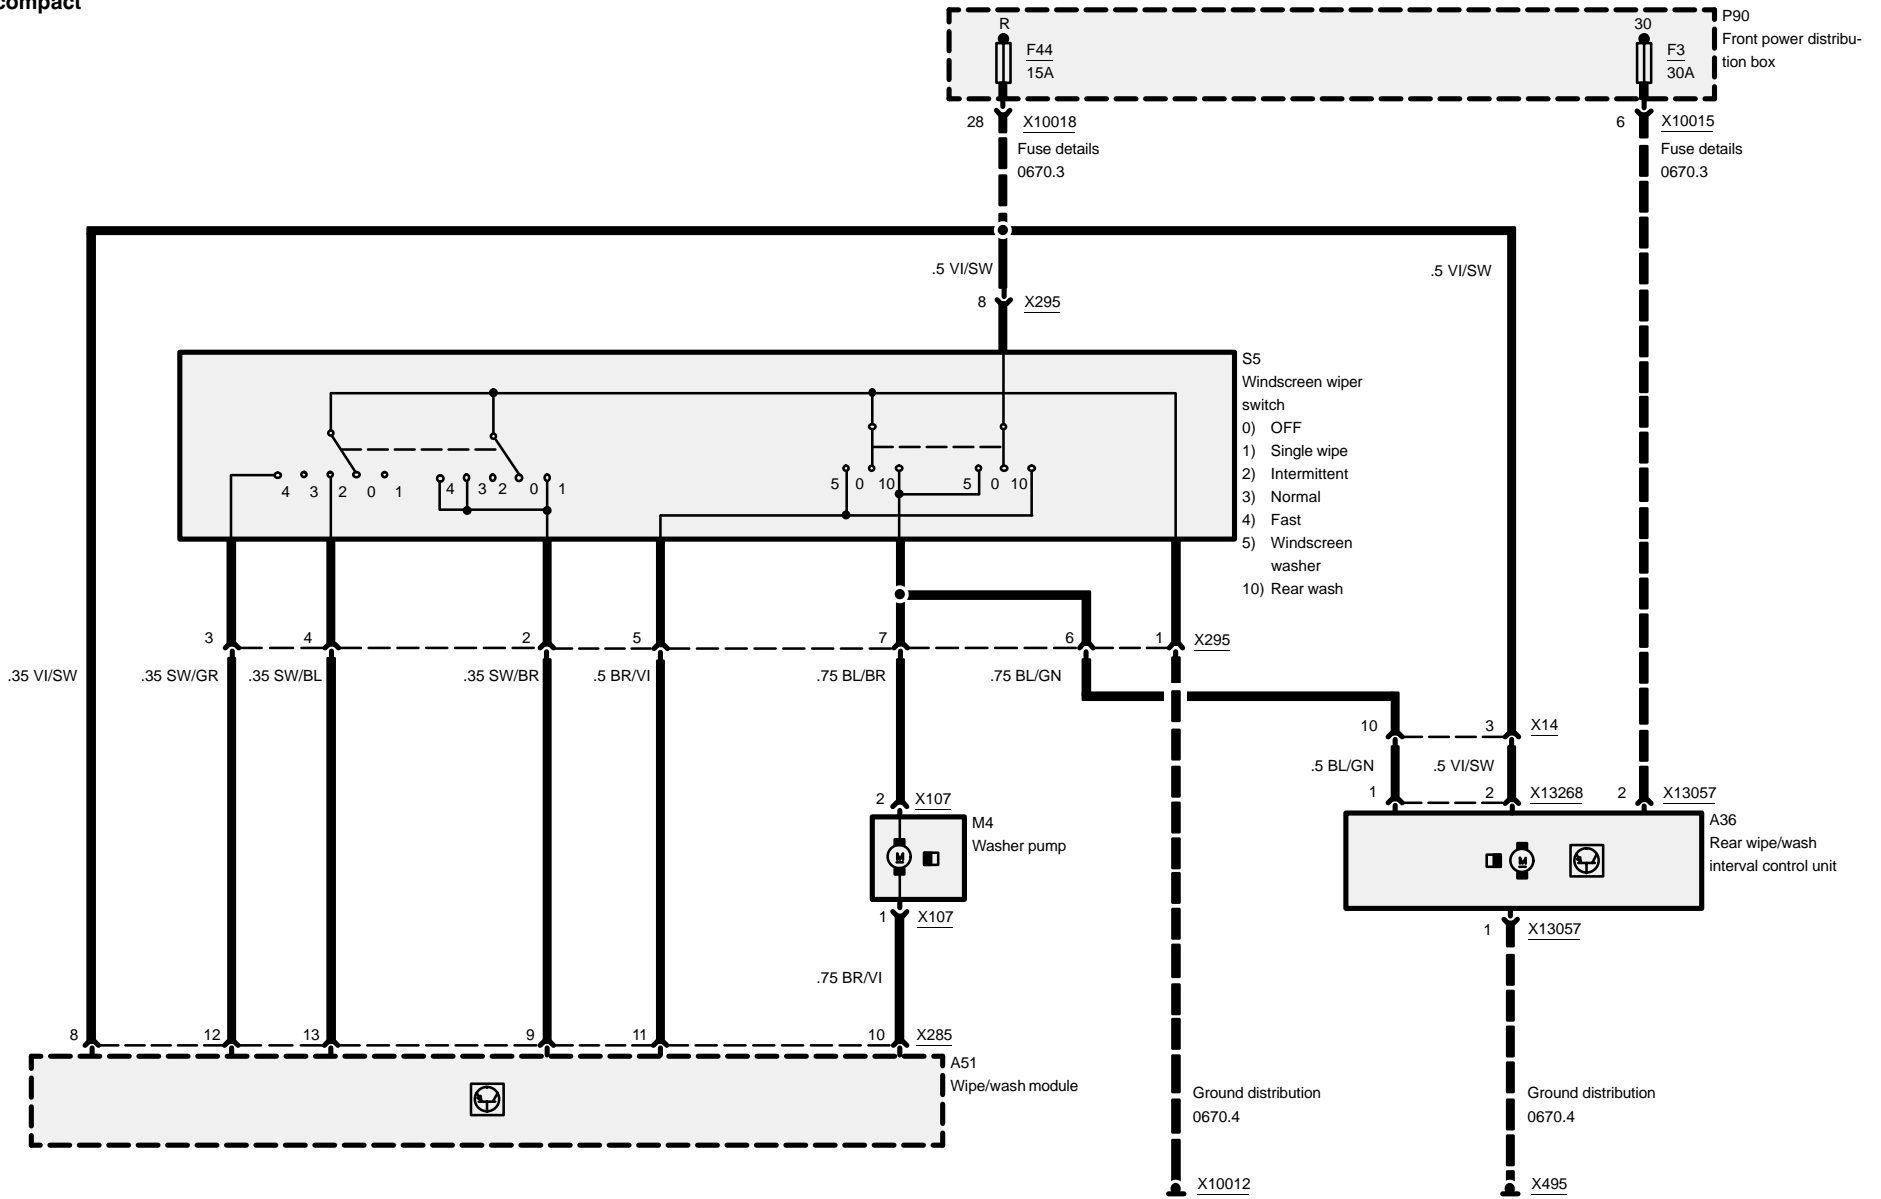 compact
R
30
P90
F44
F3
Front power distribu-
15A
30A
tion box
28 X10018
6 X10015
Fuse details
Fuse details
0670.3
0670.3
.5 VI/SW
.5 VI/SW
8 X295
S5
Windscreen wiper
switch
0) OFF
1) Single wipe
2) Intermittent
3) Normal
4) Fast
5) Windscreen
washer
10) Rear wash
4 3 2 0 1
4 3 2 0 1
5 0 10
5 0 10
3 4 2 5 7 6 1 X295
.35 VI/SW .35 SW/GR .35 SW/BL .35 SW/BR .5 BR/VI .75 BL/BR .75 BL/GN
10 3 X14
.5 BL/GN .5 VI/SW
1 2 X13268 2 X13057
2 X107
M4
Washer pump
M
A36
Rear wipe/wash
interval control unit
M
1 X107
1 X13057
.75 BR/VI
8 12 13 9 11 10 X285
A51
Wipe/wash module
Ground distribution
0670.4
Ground distribution
0670.4
X10012
X495